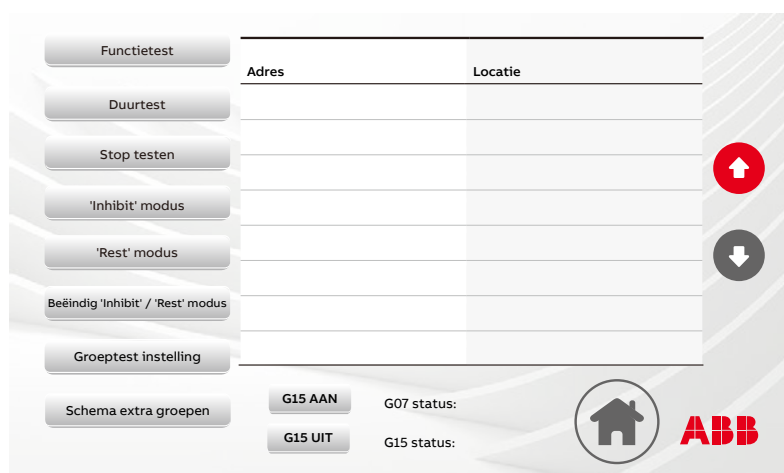 Functietest
Duurtest
Stop testen
'Inhibit' modus
'Rest' modus
Beëindig 'Inhibit' / 'Rest' modus
Groeptest instelling
Schema extra groepen
Adres Locatie
G15 AAN G07 status:
G15 UIT G15 status:
ABB